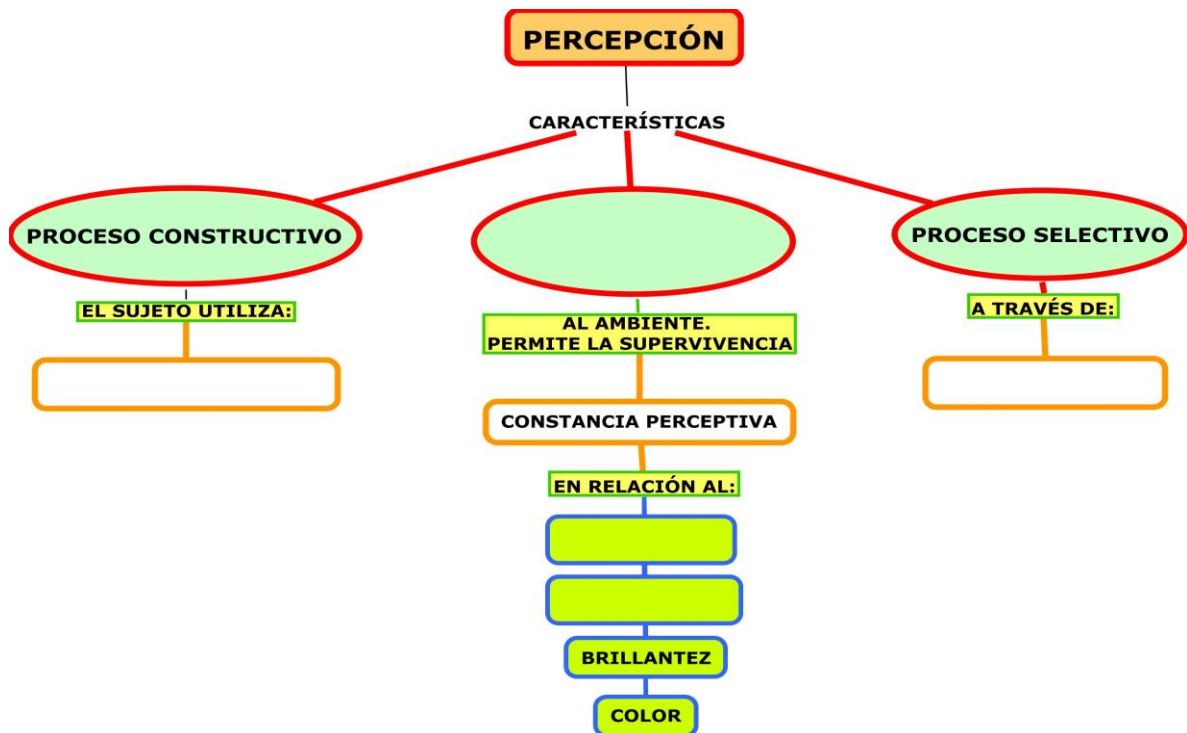 PERCEPCIÓN
CARACTERÍSTICAS
PROCESO CONSTRUCTIVO
PROCESO SELECTIVO
EL SUJETO UTILIZA:
A TRAVÉS DE:
AL AMBIENTE.
PERMITE LA SUPERVIVENCIA
CONSTANCIA PERCEPTIVA
EN RELACIÓN AL:
BRILLANTEZ
COLOR